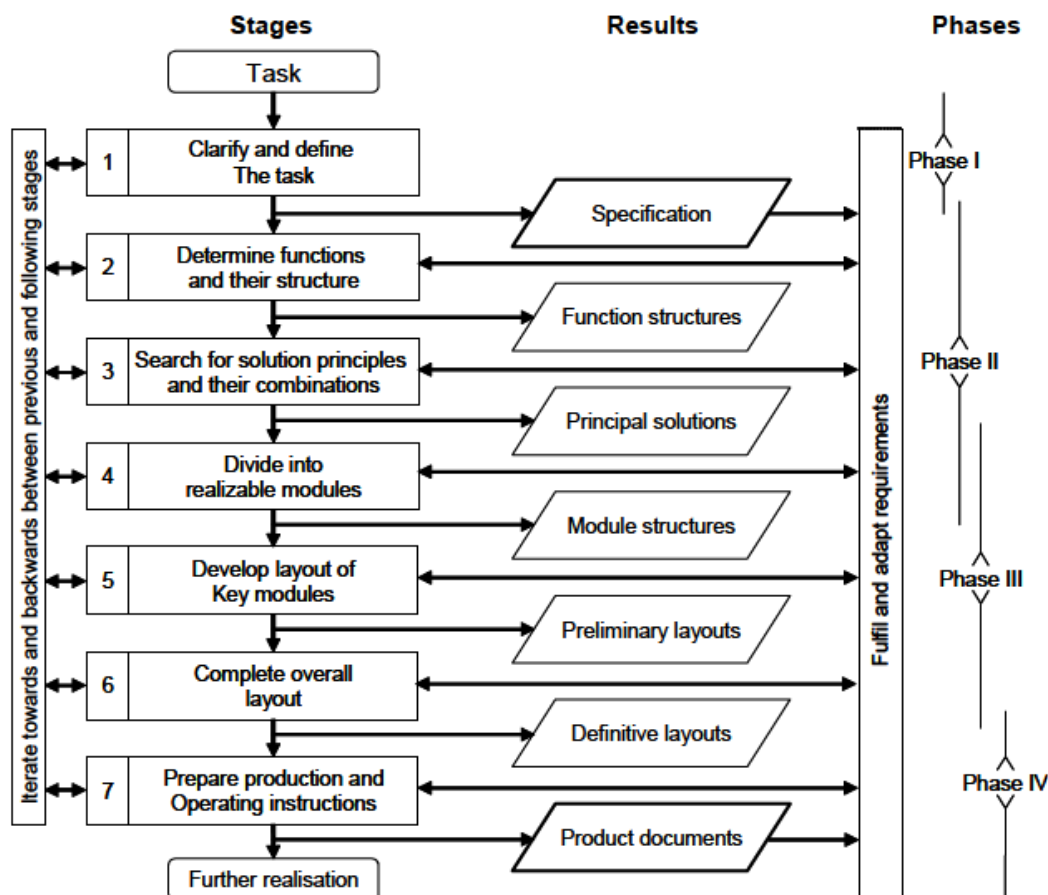 Stages
Results
Phases
Task
1
Clarify and define
The task
Phase I
Specification
2
Determine functions
and their structure
Function structures
3
Search for solution principles
and their combinations
Phase II
Principal solutions
4
Divide into
realizable modules
Module structures
5
Develop layout of
Key modules
Phase III
Preliminary layouts
6
Complete overall
layout
Definitive layouts
7
Prepare production and
Operating instructions
Phase IV
Product documents
Further realisation
Iterate towards and backwards between previous and following stages
Fulfil and adapt requirements